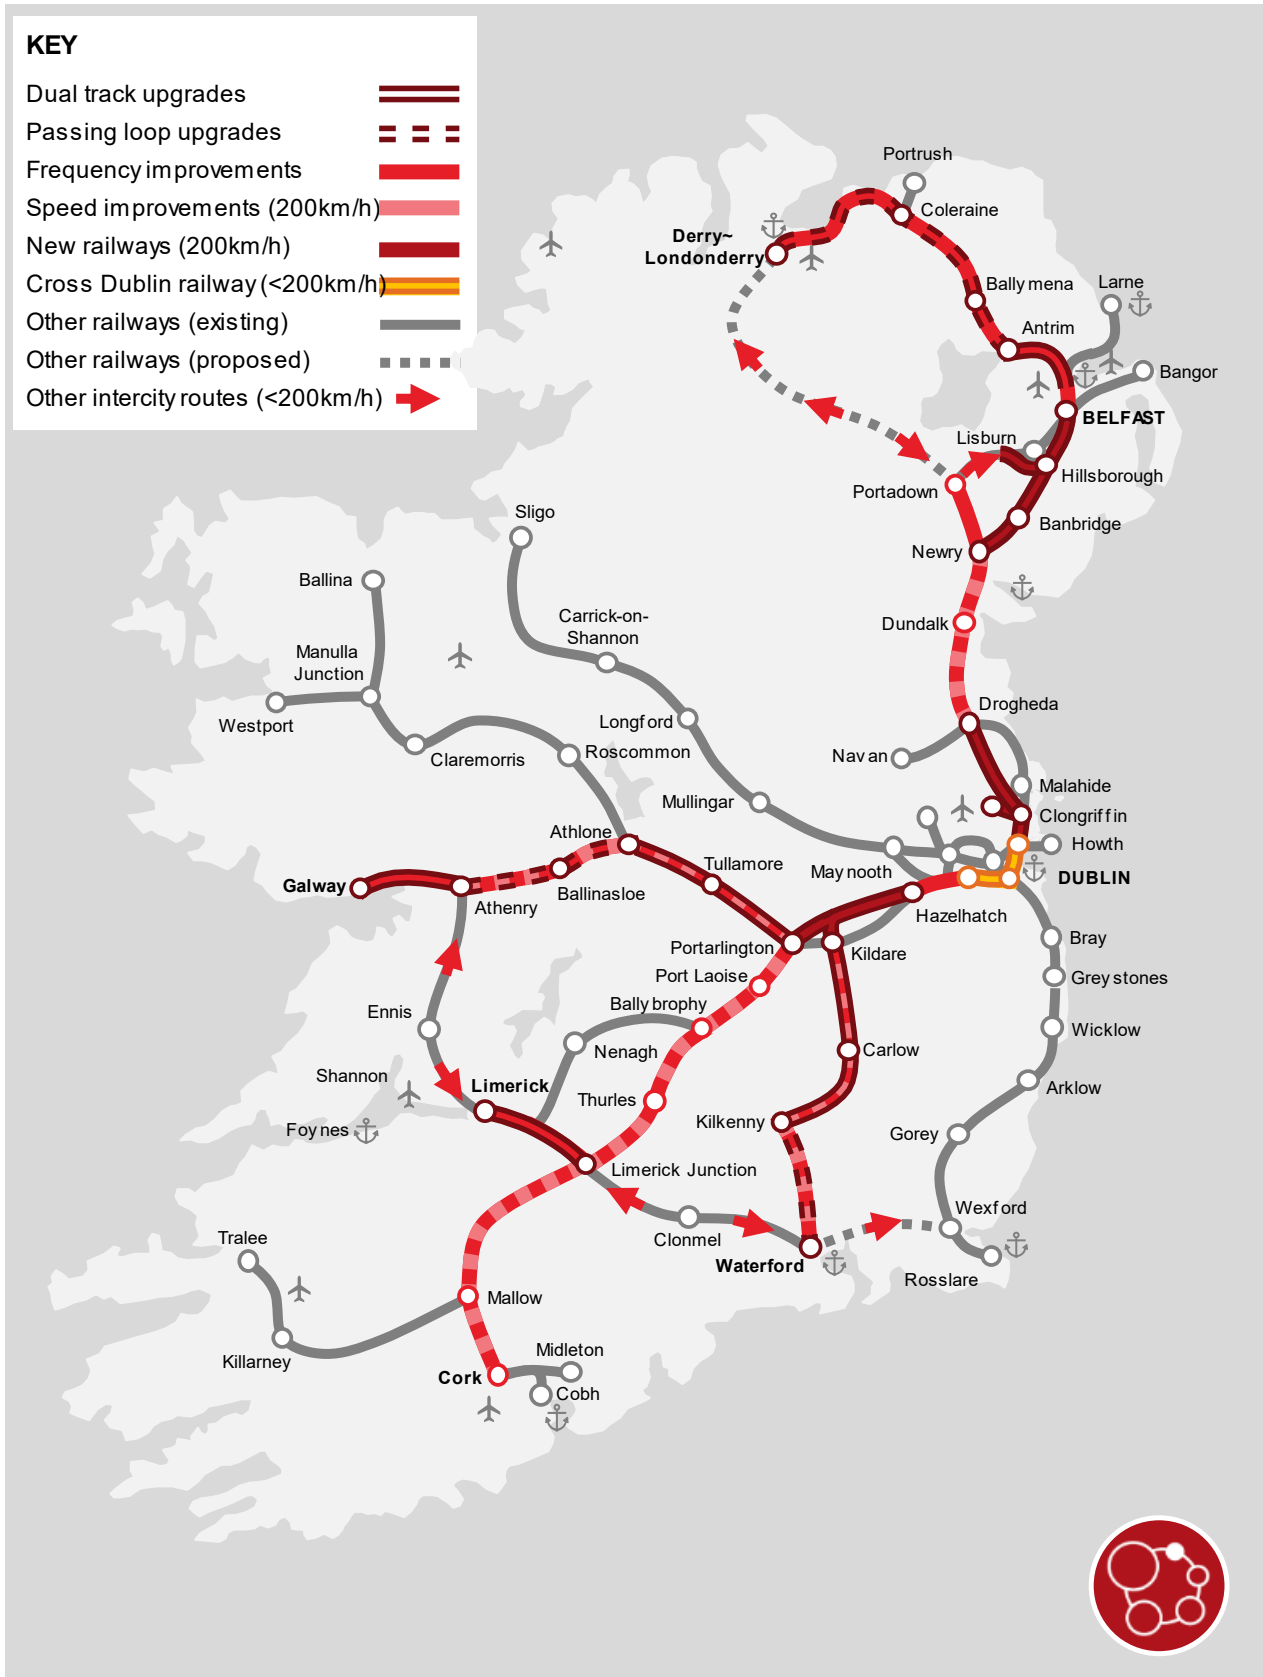 KEY
Dual track upgrades
Passing loop upgrades
Frequency improvements
Speed improvements (200km/h)
New railways (200km/h)
Cross Dublin railway (<200km/h)
Other railways (existing)
Other railways (proposed)
Other intercity routes (<200km/h)
Portrush
Coleraine
Derry~
Londonderry
Ballymena
Larne
Antrim
Bangor
BELFAST
Lisburn
Hillsborough
Portadown
Banbridge
Newry
Sligo
Ballina
Carrick-on-
Shannon
Dundalk
Manulla
Junction
Westport
Longford
Drogheda
Claremorris
Roscommon
Navan
Malahide
Mullingar
Clongriffin
Athlone
Howth
Tullamore
Maynooth
DUBLIN
Galway
Ballinasloe
Athenry
Hazelhatch
Portarlington
Kildare
Bray
Port Laoise
Greystones
Ballybrophy
Ennis
Nenagh
Wicklow
Carlow
Shannon
Limerick
Arklow
Thurles
Foynes
Kilkenny
Gorey
Limerick Junction
Wexford
Tralee
Clonmel
Waterford
Rosslare
Mallow
Killarney
Midleton
Cork
Cobh